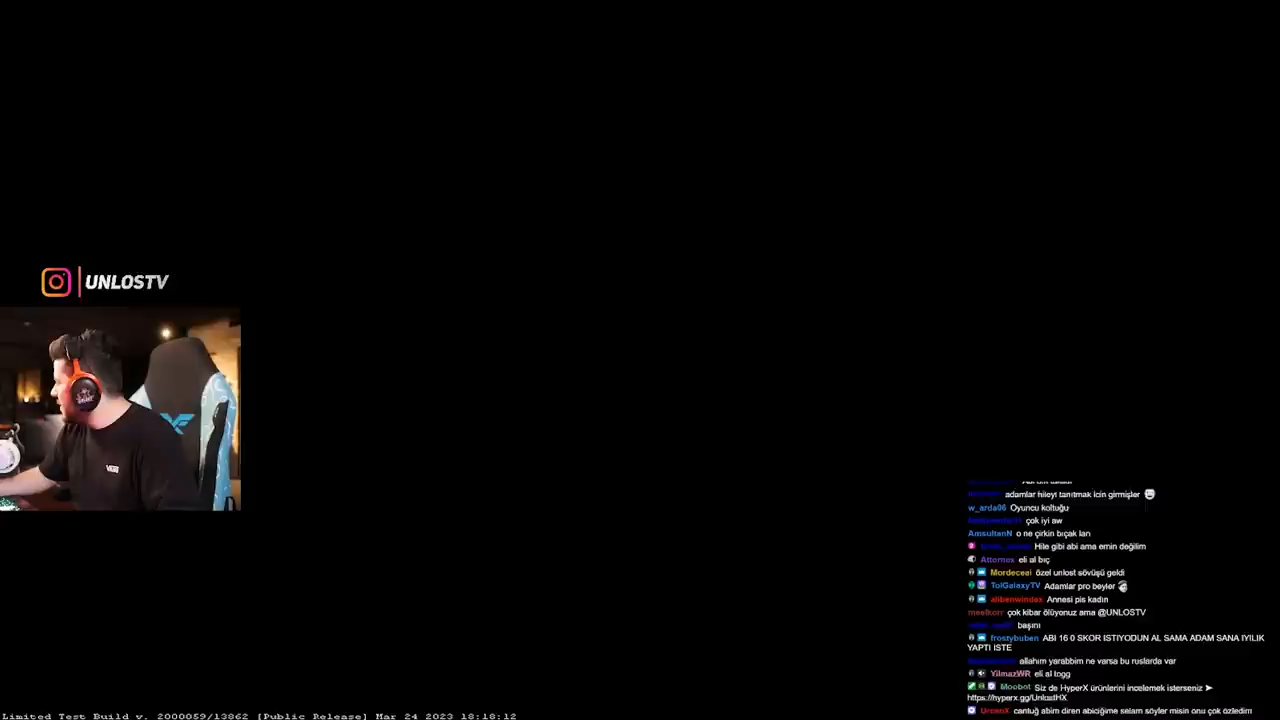 UNLOSTV
adamlar hileyi tanıtmak icin girmişler
w_arda06 Oyuncu koltuğu
çok iyi aw
AmsultanN o ne çirkin bıçak lan
Hile gibi abi ama emin değilim
Attornex eli al bıç
Mordeceai özel unlost sövüşü geldi
TolGalaxyTV Adamlar pro beyler
alibenwindex Annesi pis kadın
meelkorr çok kibar ölüyonuz ama @UNLOSTV
başını
frostybuben ABI 16 0 SKOR ISTIYODUN AL SAMA ADAM SANA IYILIK
YAPTI ISTE
allahım yarabbim ne varsa bu ruslarda var
YilmazWR eli al togg
Moobot Siz de HyperX ürünlerini incelemek isterseniz ➤
https://hyperx.gg/UnlostHX
UrcanX cantuğ abim diren abiciğime selam söyler misin onu çok özledim
Limited Test Build v. 2000059/13862 [Public Release] Mar 24 2023 18:18:12